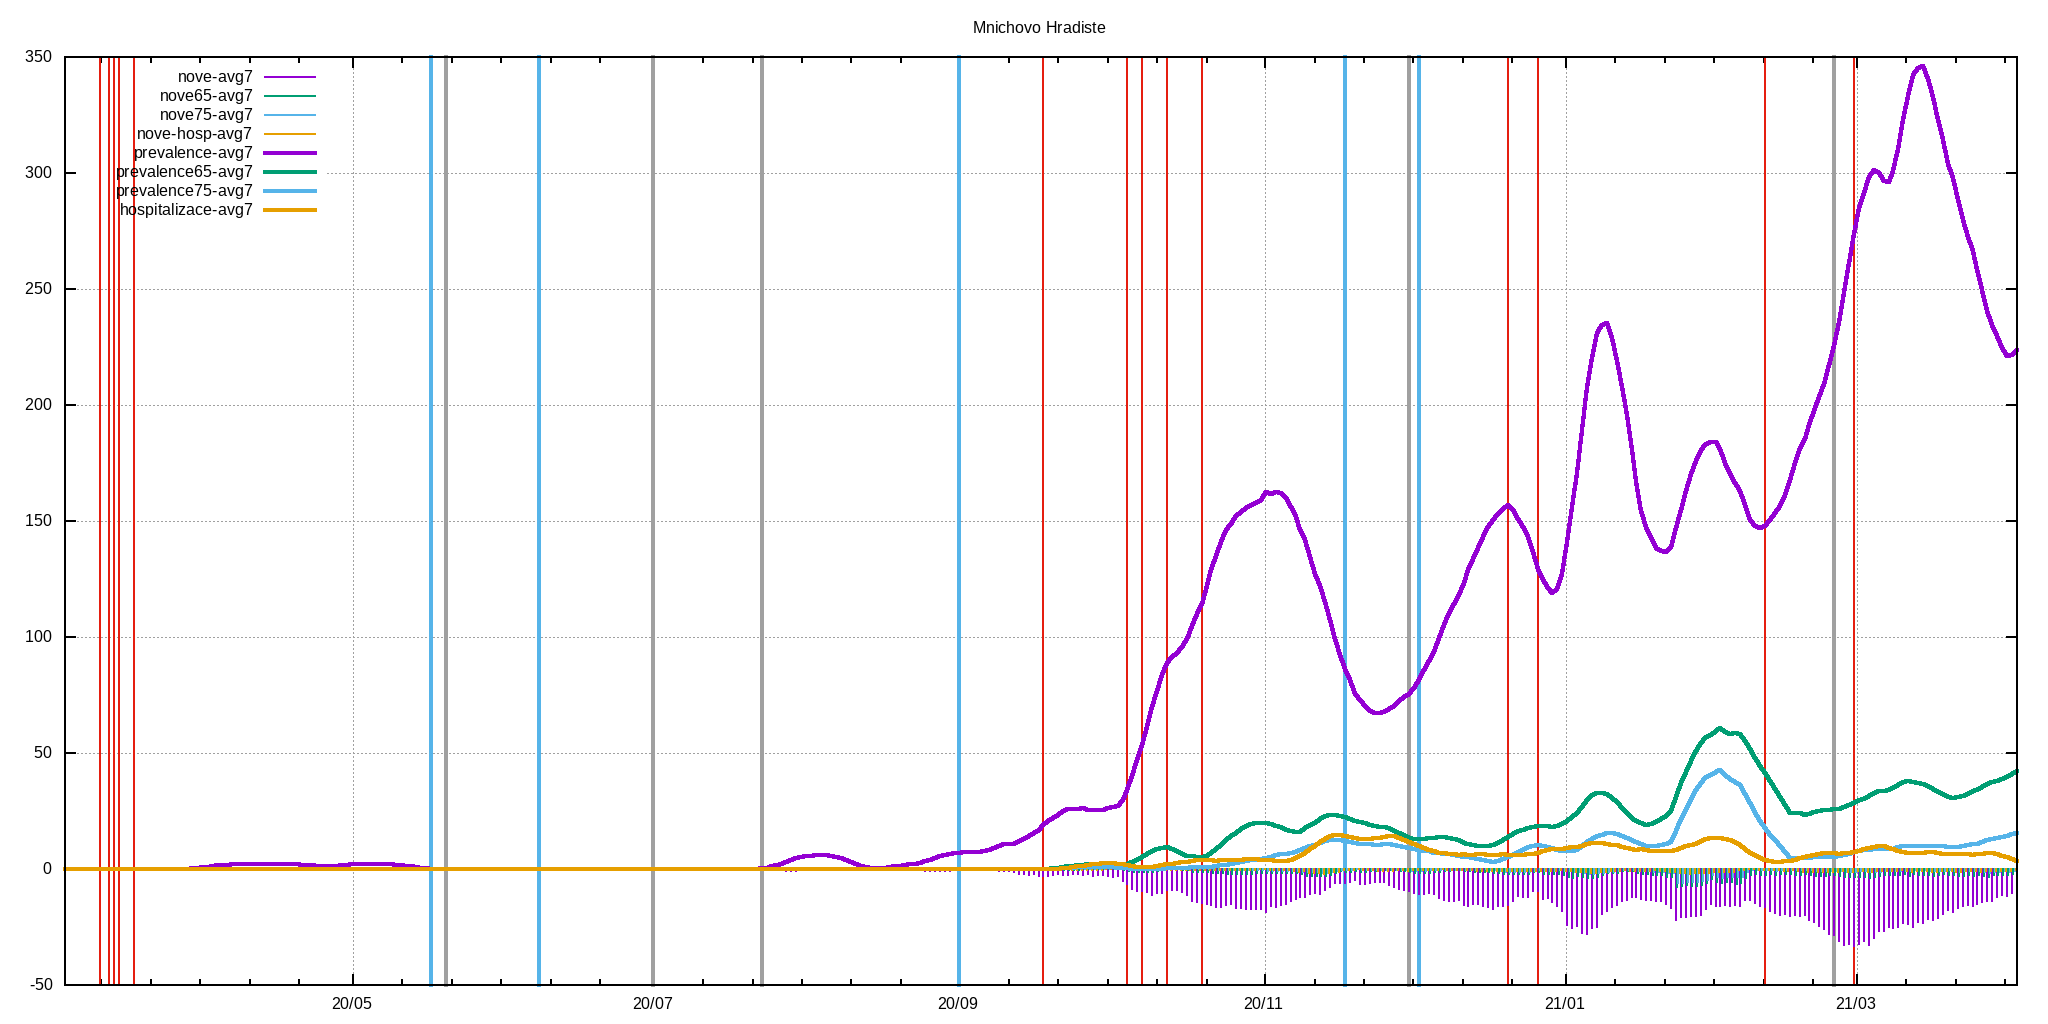 Mnichovo Hradiste
350
300
250
200
150
100
50
0
-50
nove-avg7
nove65-avg7
nove75-avg7
nove-hosp-avg7
prevalence-avg7
prevalence65-avg7
prevalence75-avg7
hospitalizace-avg7
20/05
20/07
20/09
20/11
21/01
21/03